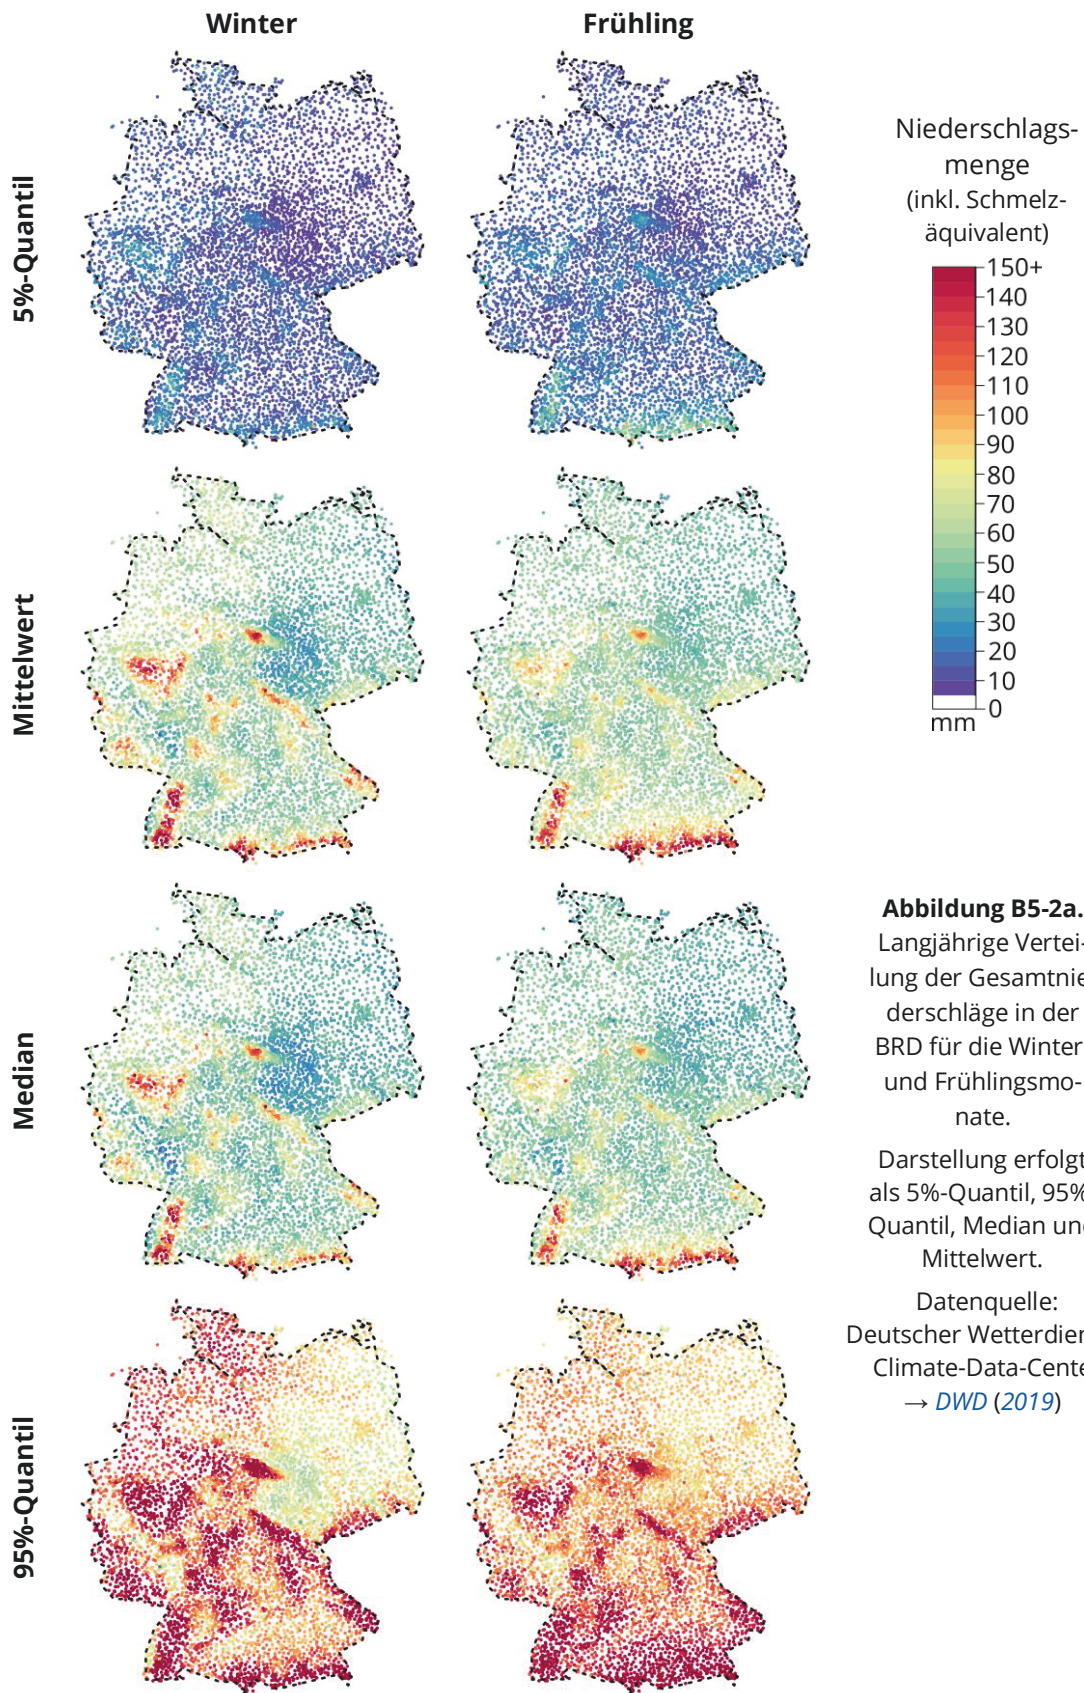 Winter
Frühling
5%-Quantil
Mittelwert
Median
95%-Quantil
Niederschlags-
menge
(inkl. Schmelz-
äquivalent)
150+
140
130
120
110
100
90
80
70
60
50
40
30
20
10
0
mm
Abbildung B5-2a.
Langjährige Vertei-
lung der Gesamtnie
derschläge in der
BRD für die Winter
und Frühlingsmo-
nate.
Darstellung erfolgt
als 5%-Quantil, 95%
Quantil, Median und
Mittelwert.
Datenquelle:
Deutscher Wetterdien
Climate-Data-Cente
→ DWD (2019)